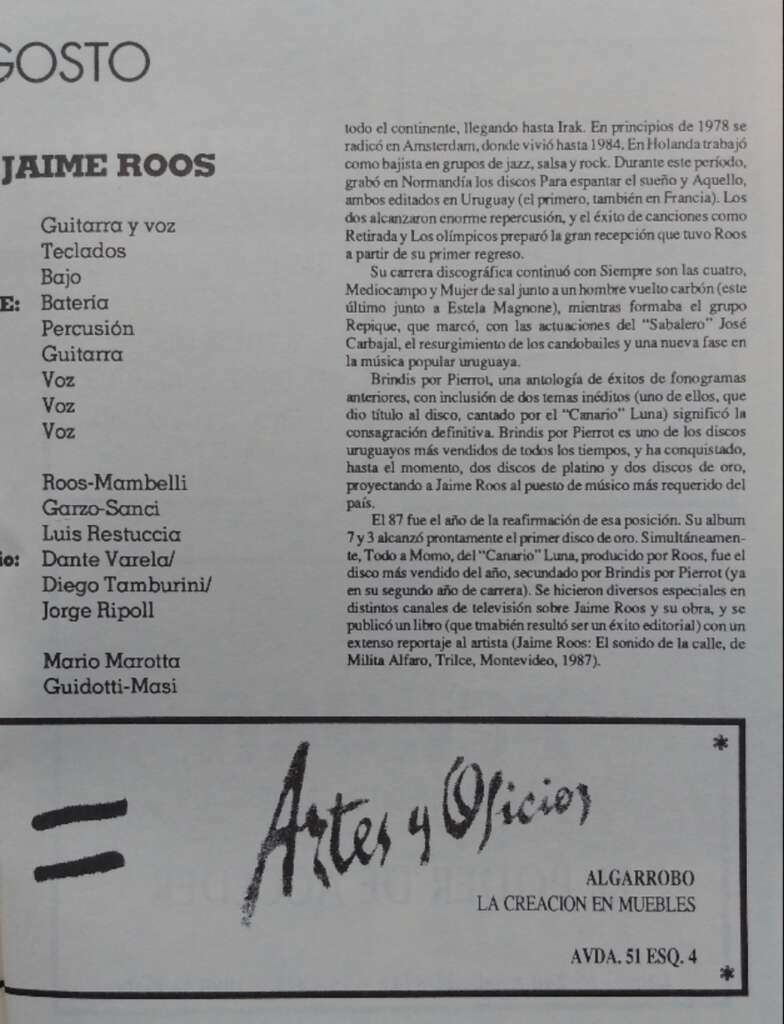 GOSTO
JAIME ROOS
Guitarra y voz
Teclados
Bajo
E: Batería
Percusión
Guitarra
Voz
Voz
Voz
Roos-Mambelli
Garzo-Sanci
Luis Restuccia
io: Dante Varela/
Diego Tamburini/
Jorge Ripoll
Mario Marotta
Guidotti-Masi
todo el continente, llegando hasta Irak. En principios de 1978 se
radicó en Amsterdam, donde vivió hasta 1984. En Holanda trabajó
como bajista en grupos de jazz, salsa y rock. Durante este período,
grabó en Normandía los discos Para espantar el sueño y Aquello,
ambos editados en Uruguay (el primero, también en Francia). Los
dos alcanzaron enorme repercusión, y el éxito de canciones como
Retirada y Los olímpicos preparó la gran recepción que tuvo Roos
a partir de su primer regreso.
Su carrera discográfica continuó con Siempre son las cuatro,
Mediocampo y Mujer de sal junto a un hombre vuelto carbón (este
último junto a Estela Magnone), mientras formaba el grupo
Repique, que marcó, con las actuaciones del "Sabalero" José
Carbajal, el resurgimiento de los candobailes y una nueva fase en
la música popular uruguaya.
Brindis por Pierrot, una antología de éxitos de fonogramas
anteriores, con inclusión de dos temas inéditos (uno de ellos, que
dio título al disco, cantado por el "Canario" Luna) significó la
consagración definitiva. Brindis por Pierrot es uno de los discos
uruguayos más vendidos de todos los tiempos, y ha conquistado,
hasta el momento, dos discos de platino y dos discos de oro,
proyectando a Jaime Roos al puesto de músico más requerido del
país.
El 87 fue el año de la reafirmación de esa posición. Su album
7 y 3 alcanzó prontamente el primer disco de oro. Simultáneamen-
te, Todo a Momo, del "Canario" Luna, producido por Roos, fue el
disco más vendido del año, secundado por Brindis por Pierrot (ya
en su segundo año de carrera). Se hicieron diversos especiales en
distintos canales de televisión sobre Jaime Roos y su obra, y se
publicó un libro (que tmabién resultó ser un éxito editorial) con un
extenso reportaje al artista (Jaime Roos: El sonido de la calle, de
Milita Alfaro, Trilce, Montevideo, 1987).
= Artes y Oficios
ALGARROBO
LA CREACION EN MUEBLES
AVDA. 51 ESQ. 4